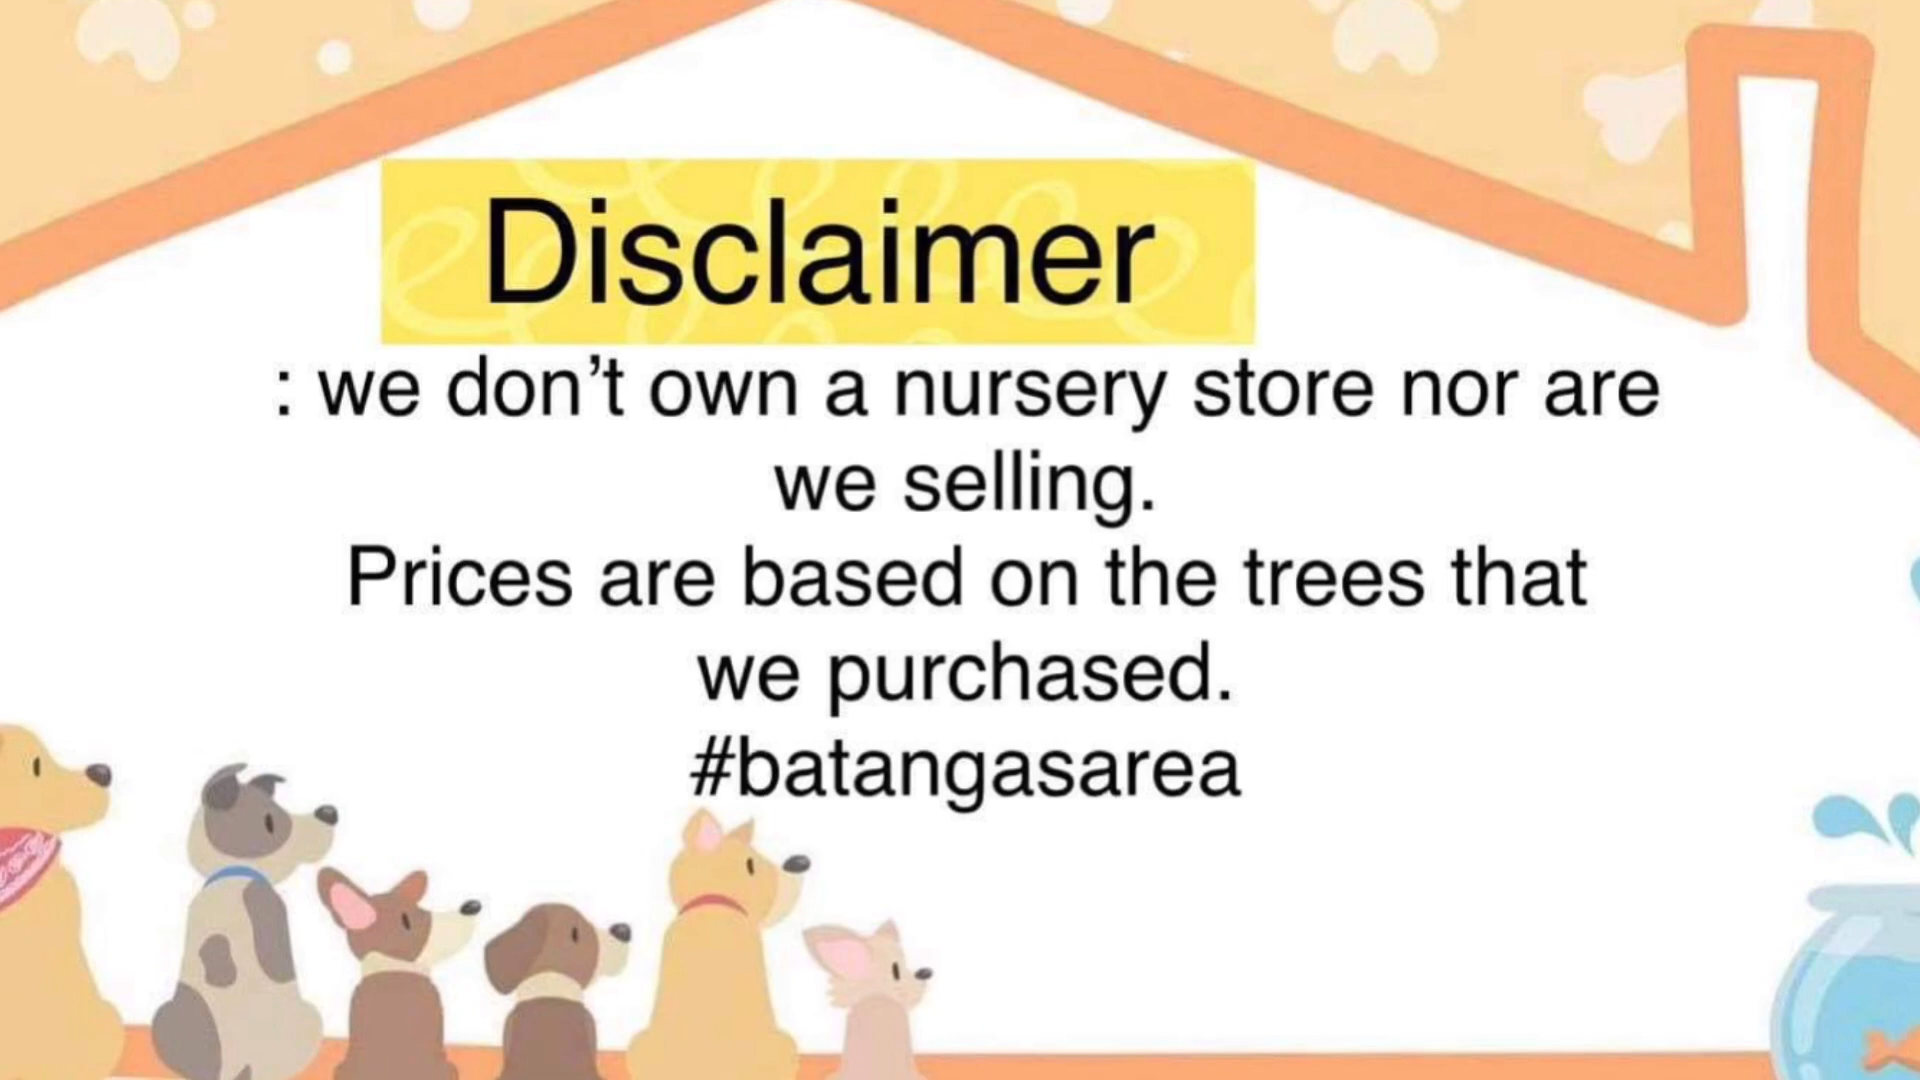 Disclaimer
: we don’t own a nursery store nor are
we selling.
Prices are based on the trees that
we purchased.
#batangasarea